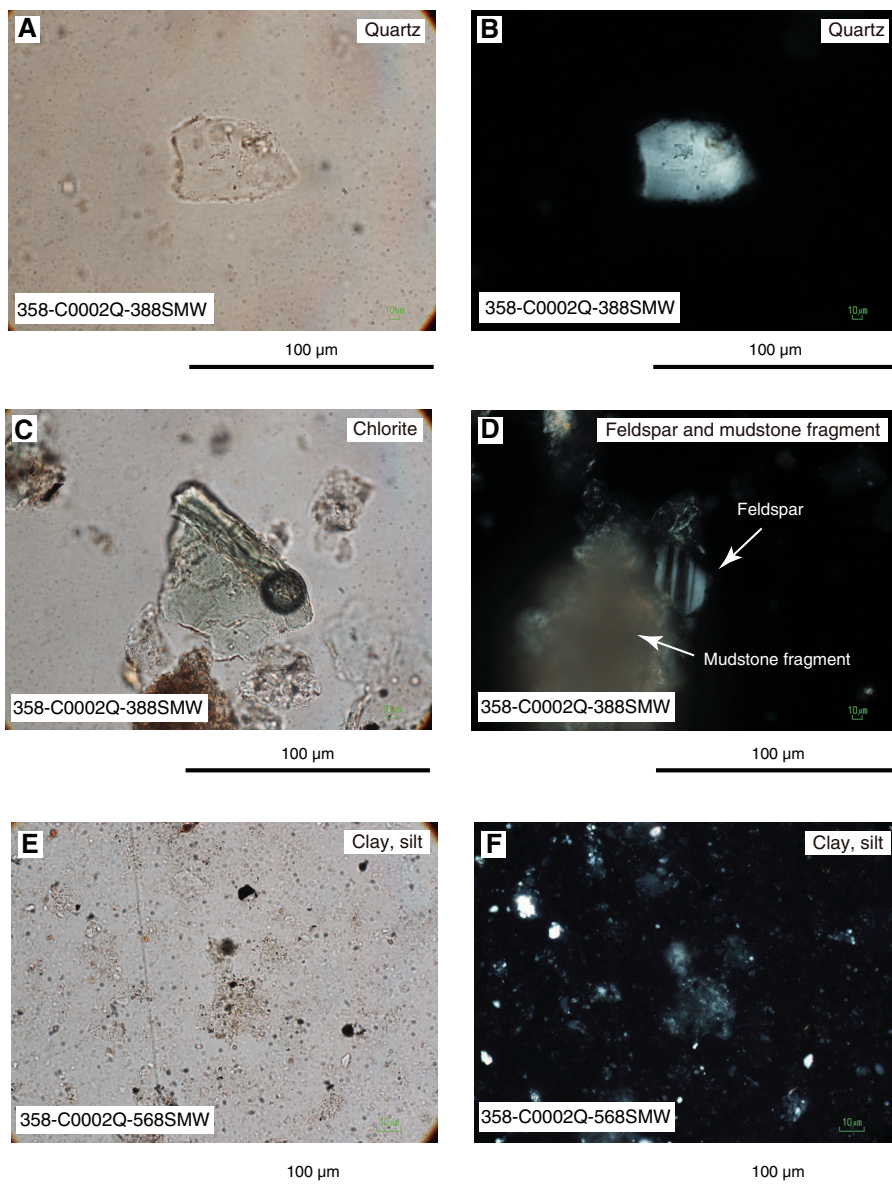 A
Quartz
358-C0002Q-388SMW
10µm
100 µm
B
Quartz
358-C0002Q-388SMW
10µm
100 µm
C
Chlorite
358-C0002Q-388SMW
10µm
100 µm
D
Feldspar and mudstone fragment
Feldspar
Mudstone fragment
358-C0002Q-388SMW
10µm
100 µm
E
Clay, silt
358-C0002Q-568SMW
10µm
100 µm
F
Clay, silt
358-C0002Q-568SMW
10µm
100 µm